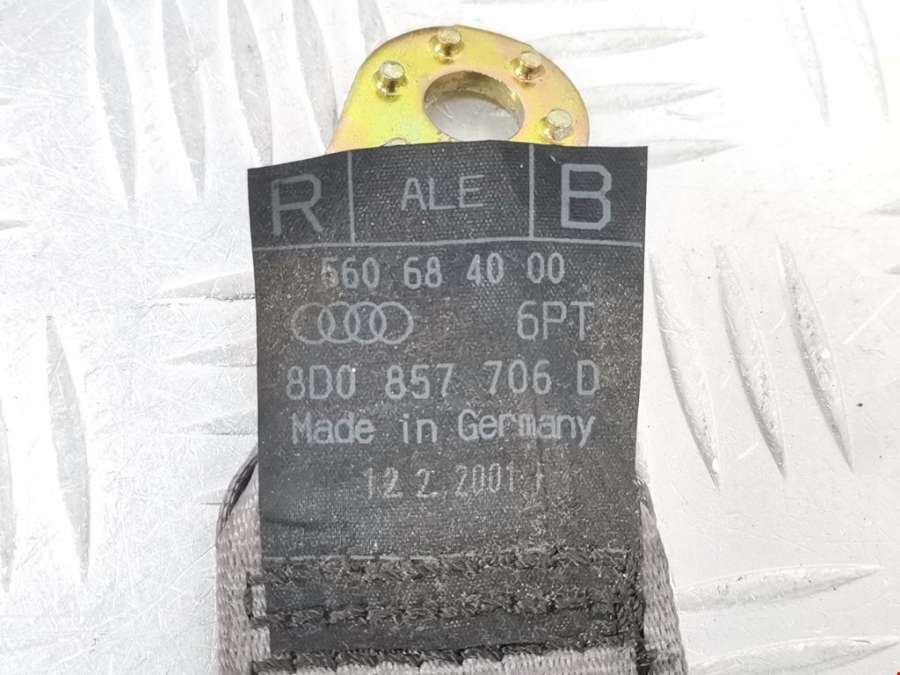 R ALE B
560 68 40 00
6PT
8D0 857 706 D
Made in Germany
12 2.2001